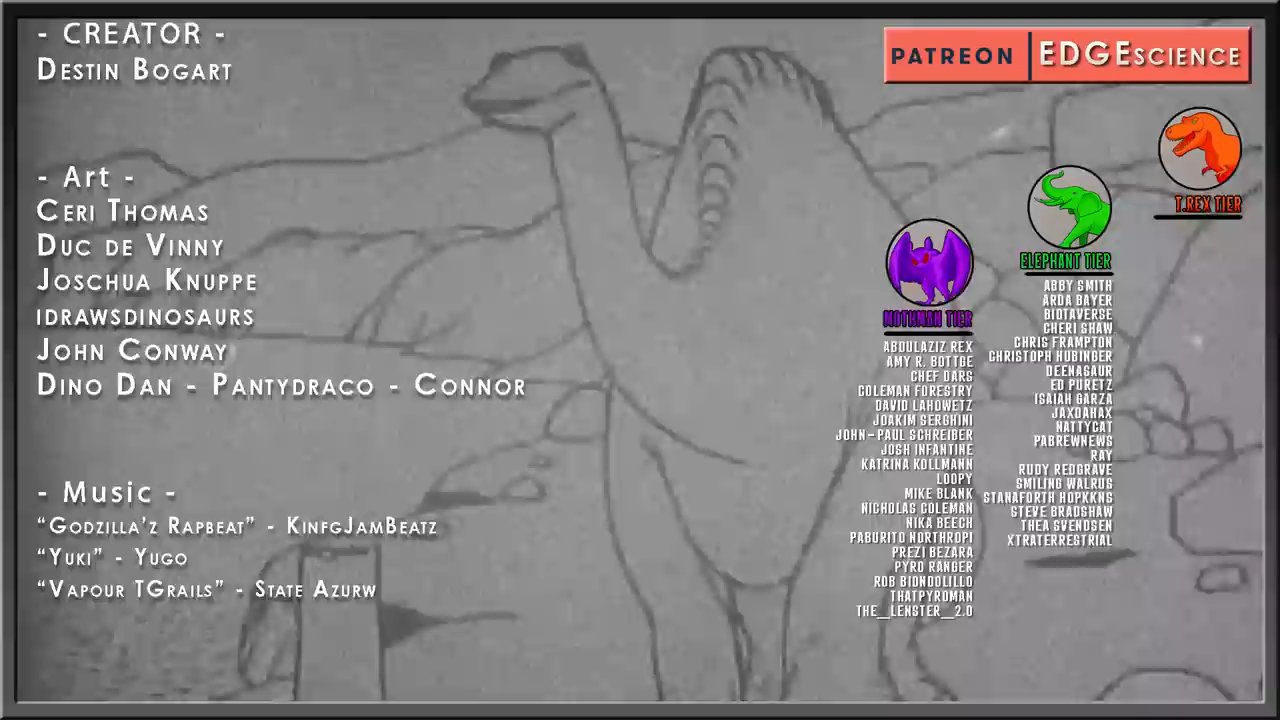 - CREATOR -
DESTIN BOGART
- Art -
CERI THOMAS
DUC DE VINNY
JOSCHUA KNUPPE
IDRAWSDINOSAURS
JOHN CONWAY
DINO DAN - PANTYDRACO - CONNOR
- Music -
“GODZILLA’Z RAPBEAT” - KINFGJAMBEATZ
“YUKI” - YUGO
“VAPOUR TGRAILS” - STATE AZURW
PATREON EDGESCIENCE
MOTHMAN TIER
ABDULAZIZ REX
AMY R. BOTTGE
CHEF DARS
COLEMAN FORESTRY
DAVID LAHOWETZ
JOAKIM SERGHINI
JOHN-PAUL SCHREIBER
JOSH INFANTINE
KATRINA KOLLMANN
LOOPY
MIKE BLANK
NICHOLAS COLEMAN
NIKA BEECH
PABURITO NORTHROPI
PREZI BEZARA
PYRO RANGER
ROB BIONDOLILLO
THATPYROMAN
THE__LENSTER__2.0
ELEPHANT TIER
ABBY SMITH
ARDA BAYER
BIOTAVERSE
CHERI SHAW
CHRIS FRAMPTON
CHRISTOPH HUBINGER
DEENASAUR
ED PURETZ
ISAIAH GARZA
JAXDAHAX
NATTYCAT
PABREWNEWS
RAY
RUDY REDGRAVE
SMILING WALRUS
STANAFORTH HOPKKNS
STEVE BRADSHAW
THEA SVENDSEN
XTRATERRESTRIAL
T.REX TIER